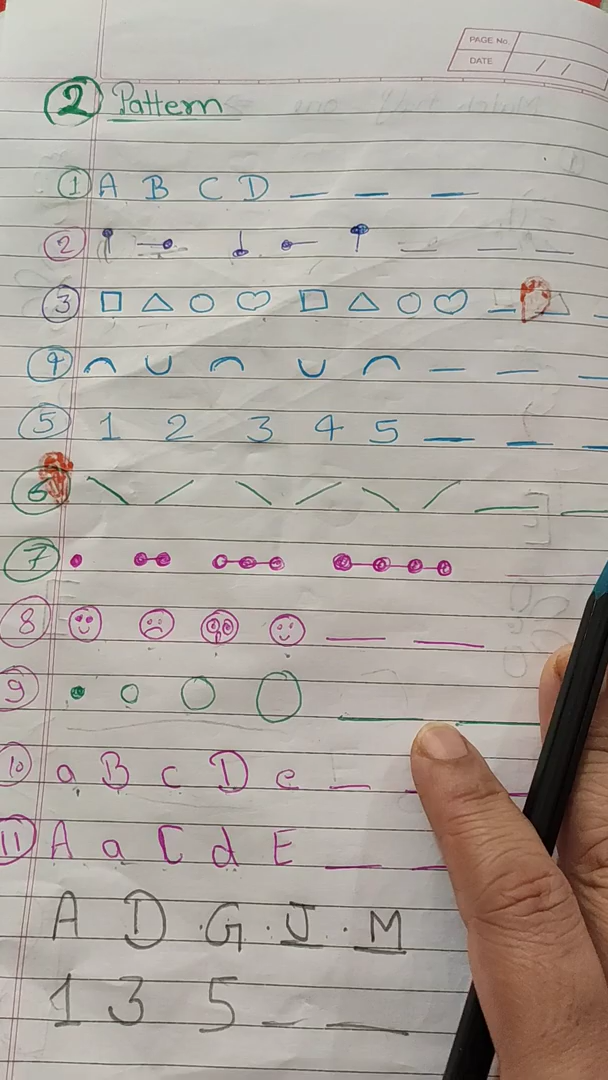 PAGE No.
DATE / /
2 Pattern
1 A B C D _ _ _
2
3
4
5 1 2 3 4 5 _ _ _
6
7
8
9
10 a B c D e _ _
11 A a C d E _ _
A D . G . J . M
1 3 5 _ _